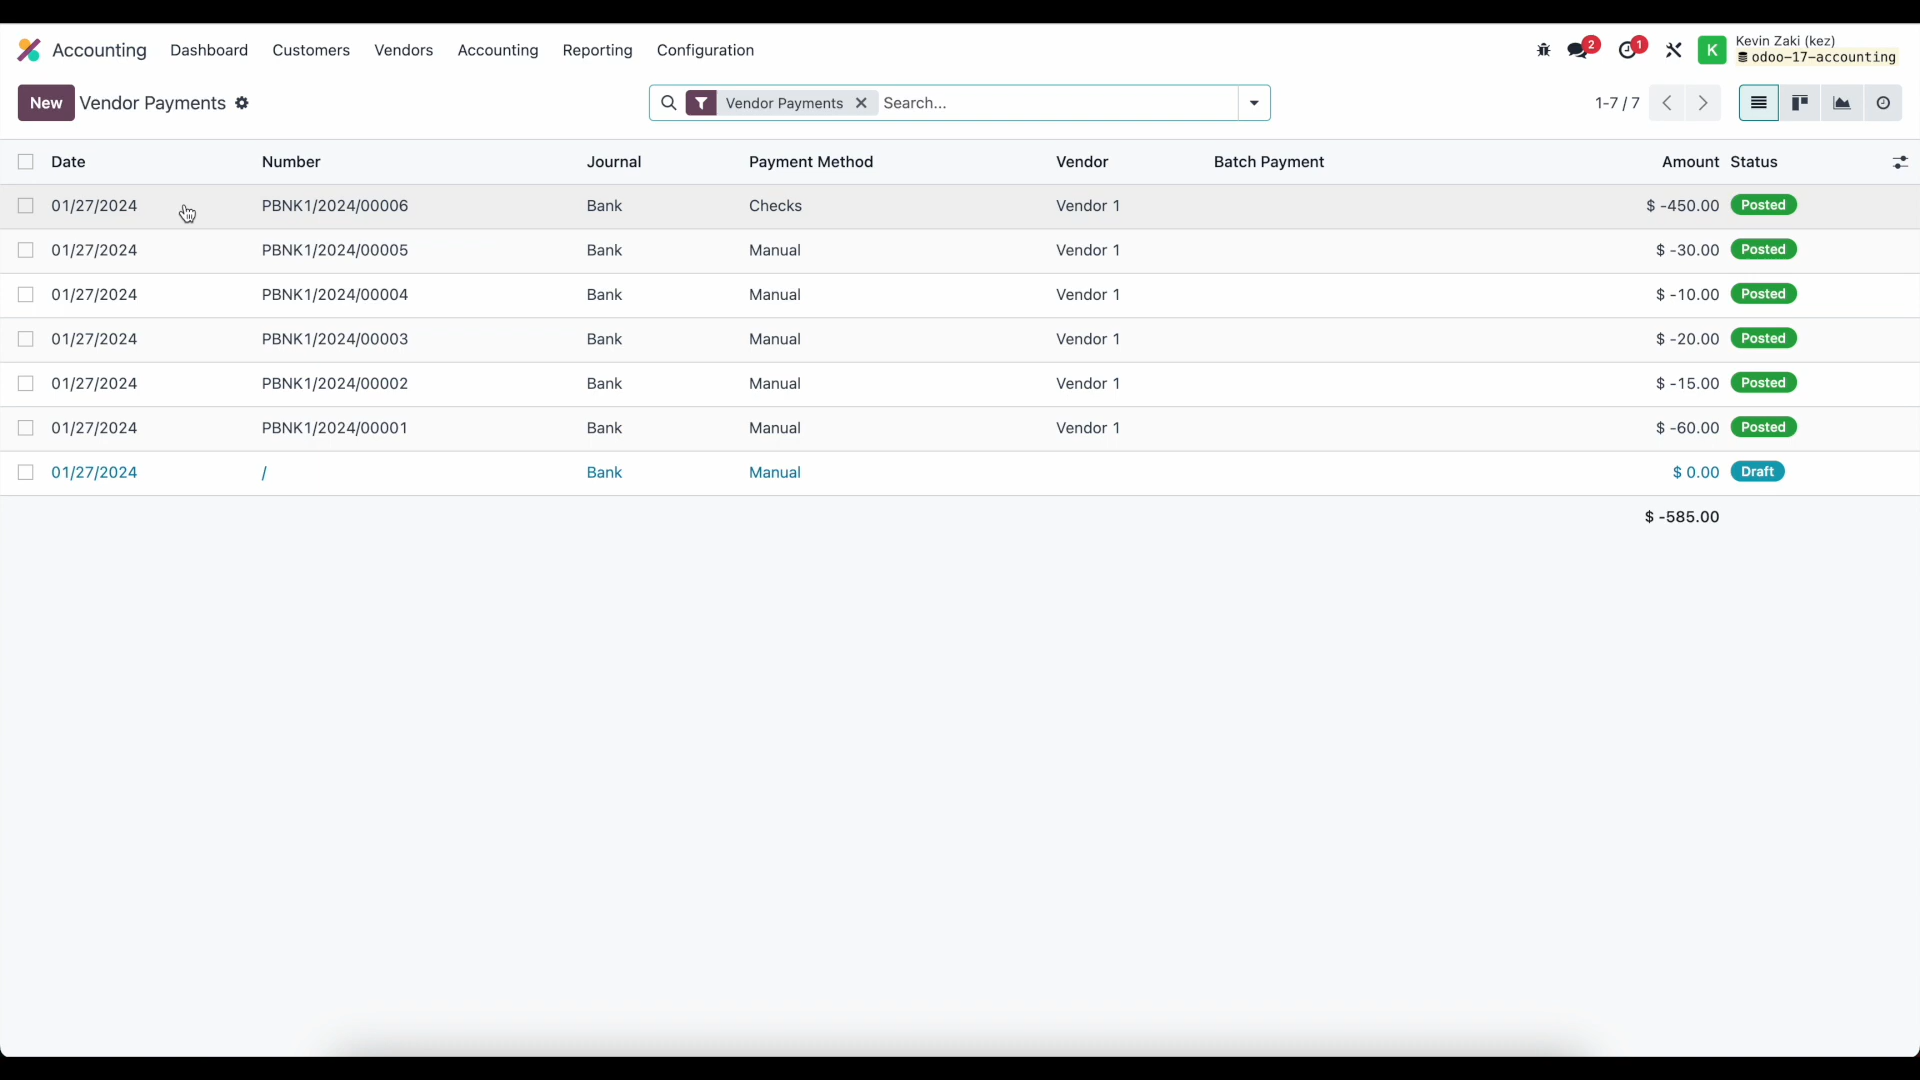 Accounting Dashboard Customers Vendors Accounting Reporting Configuration 2 1 K Kevin Zaki (kez)
odoo-17-accounting
New Vendor Payments Vendor Payments Search... 1-7 / 7
Date Number Journal Payment Method Vendor Batch Payment Amount Status
01/27/2024 PBNK1/2024/00006 Bank Checks Vendor 1 $ -450.00 Posted
01/27/2024 PBNK1/2024/00005 Bank Manual Vendor 1 $ -30.00 Posted
01/27/2024 PBNK1/2024/00004 Bank Manual Vendor 1 $ -10.00 Posted
01/27/2024 PBNK1/2024/00003 Bank Manual Vendor 1 $ -20.00 Posted
01/27/2024 PBNK1/2024/00002 Bank Manual Vendor 1 $ -15.00 Posted
01/27/2024 PBNK1/2024/00001 Bank Manual Vendor 1 $ -60.00 Posted
01/27/2024 / Bank Manual $ 0.00 Draft
$ -585.00